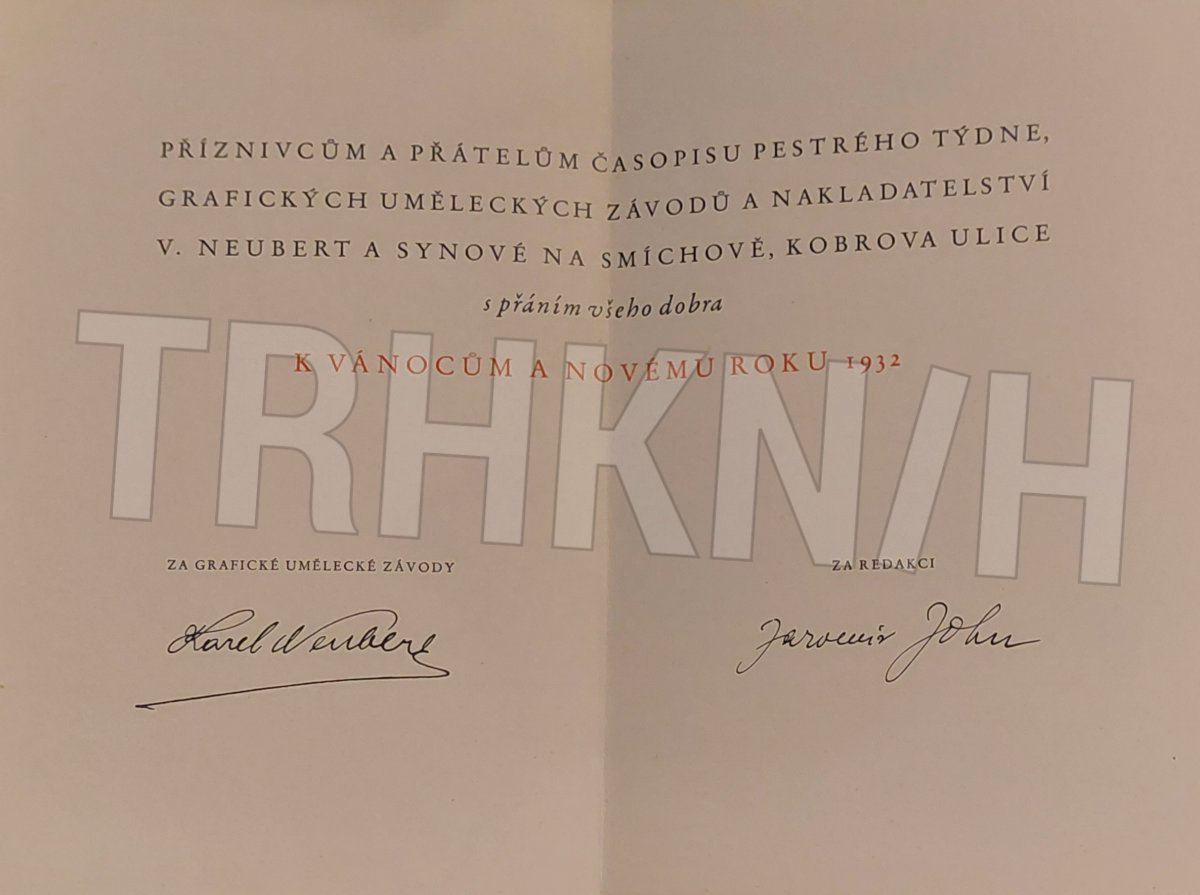 PŘÍZNIVCŮM A PŘÁTELŮM ČASOPISU PESTRÉHO TÝDNE,
GRAFICKÝCH UMĚLECKÝCH ZÁVODŮ A NAKLADATELSTVÍ
V. NEUBERT A SYNOVÉ NA SMÍCHOVĚ, KOBROVA ULICE
s přáním všeho dobra
K VÁNOCŮM A NOVÉMU ROKU 1932
TRHKN/H
ZA GRAFICKÉ UMĚLECKÉ ZÁVODY
ZA REDAKCI
Karel Neubert
Jaromír John